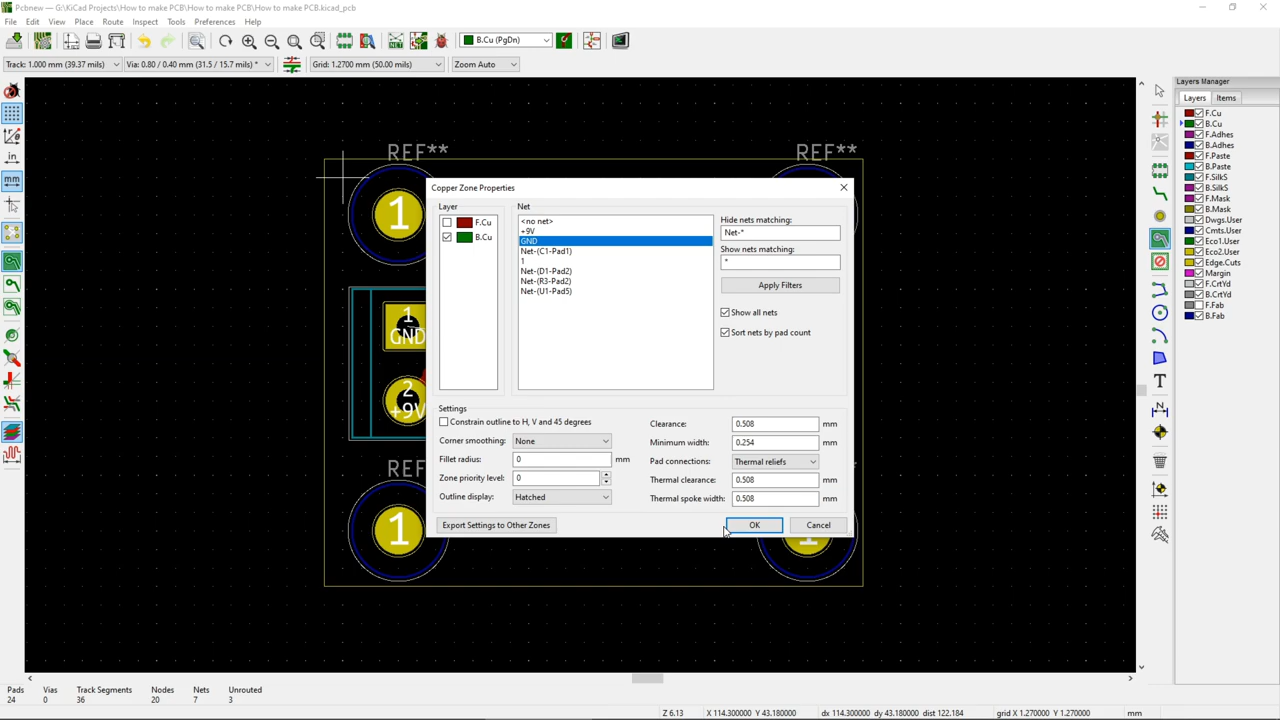 Pcbnew — G:\KiCad Projects\How to make PCB\How to make PCB\How to make PCB.kicad_pcb
File Edit View Place Route Inspect Tools Preferences Help
B.Cu (PgDn)
Track: 1.000 mm (39.37 mils) Via: 0.80 / 0.40 mm (31.5 / 15.7 mils) * Grid: 1.2700 mm (50.00 mils) Zoom Auto
Layers Manager
Layers Items
F.Cu
B.Cu
F.Adhes
B.Adhes
F.Paste
B.Paste
F.SilkS
B.SilkS
F.Mask
B.Mask
Dwgs.User
Cmts.User
Eco1.User
Eco2.User
Edge.Cuts
Margin
F.CrtYd
B.CrtYd
F.Fab
B.Fab
in
mm
REF** REF**
1
1
GND
2
+9V
REF
1
Copper Zone Properties
Layer
F.Cu
B.Cu
Net
<no net>
+9V
GND
Net-(C1-Pad1)
1
Net-(D1-Pad2)
Net-(R3-Pad2)
Net-(U1-Pad5)
Hide nets matching:
Net-*
Show nets matching:
*
Apply Filters
Show all nets
Sort nets by pad count
Settings
Constrain outline to H, V and 45 degrees
Corner smoothing: None
Fillet radius: 0 mm
Zone priority level: 0
Outline display: Hatched
Clearance: 0.508 mm
Minimum width: 0.254 mm
Pad connections: Thermal reliefs
Thermal clearance: 0.508 mm
Thermal spoke width: 0.508 mm
Export Settings to Other Zones OK Cancel
Pads Vias Track Segments Nodes Nets Unrouted
24 0 36 20 7 3
Z 6.13 X 114.300000 Y 43.180000 dx 114.300000 dy 43.180000 dist 122.184 grid X 1.270000 Y 1.270000 mm